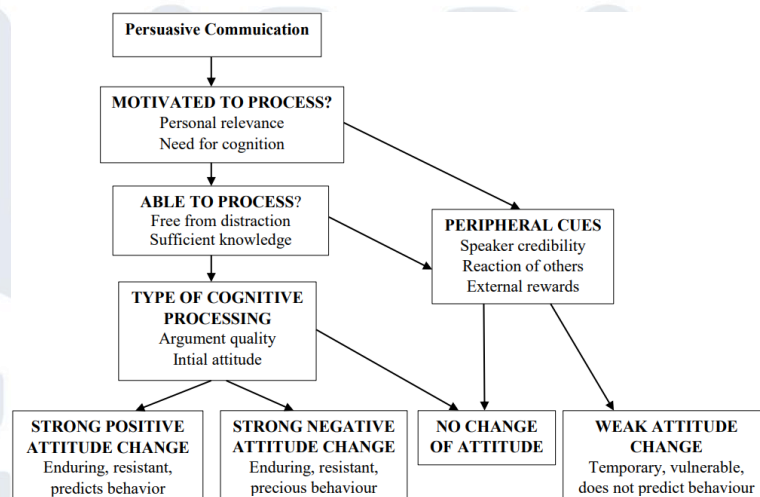 Persuasive Commuication
MOTIVATED TO PROCESS?
Personal relevance
Need for cognition
ABLE TO PROCESS?
Free from distraction
Sufficient knowledge
PERIPHERAL CUES
Speaker credibility
Reaction of others
External rewards
TYPE OF COGNITIVE
PROCESSING
Argument quality
Intial attitude
STRONG POSITIVE
ATTITUDE CHANGE
Enduring, resistant,
predicts behavior
STRONG NEGATIVE
ATTITUDE CHANGE
Enduring, resistant,
precious behaviour
NO CHANGE
OF ATTITUDE
WEAK ATTITUDE
CHANGE
Temporary, vulnerable,
does not predict behaviour